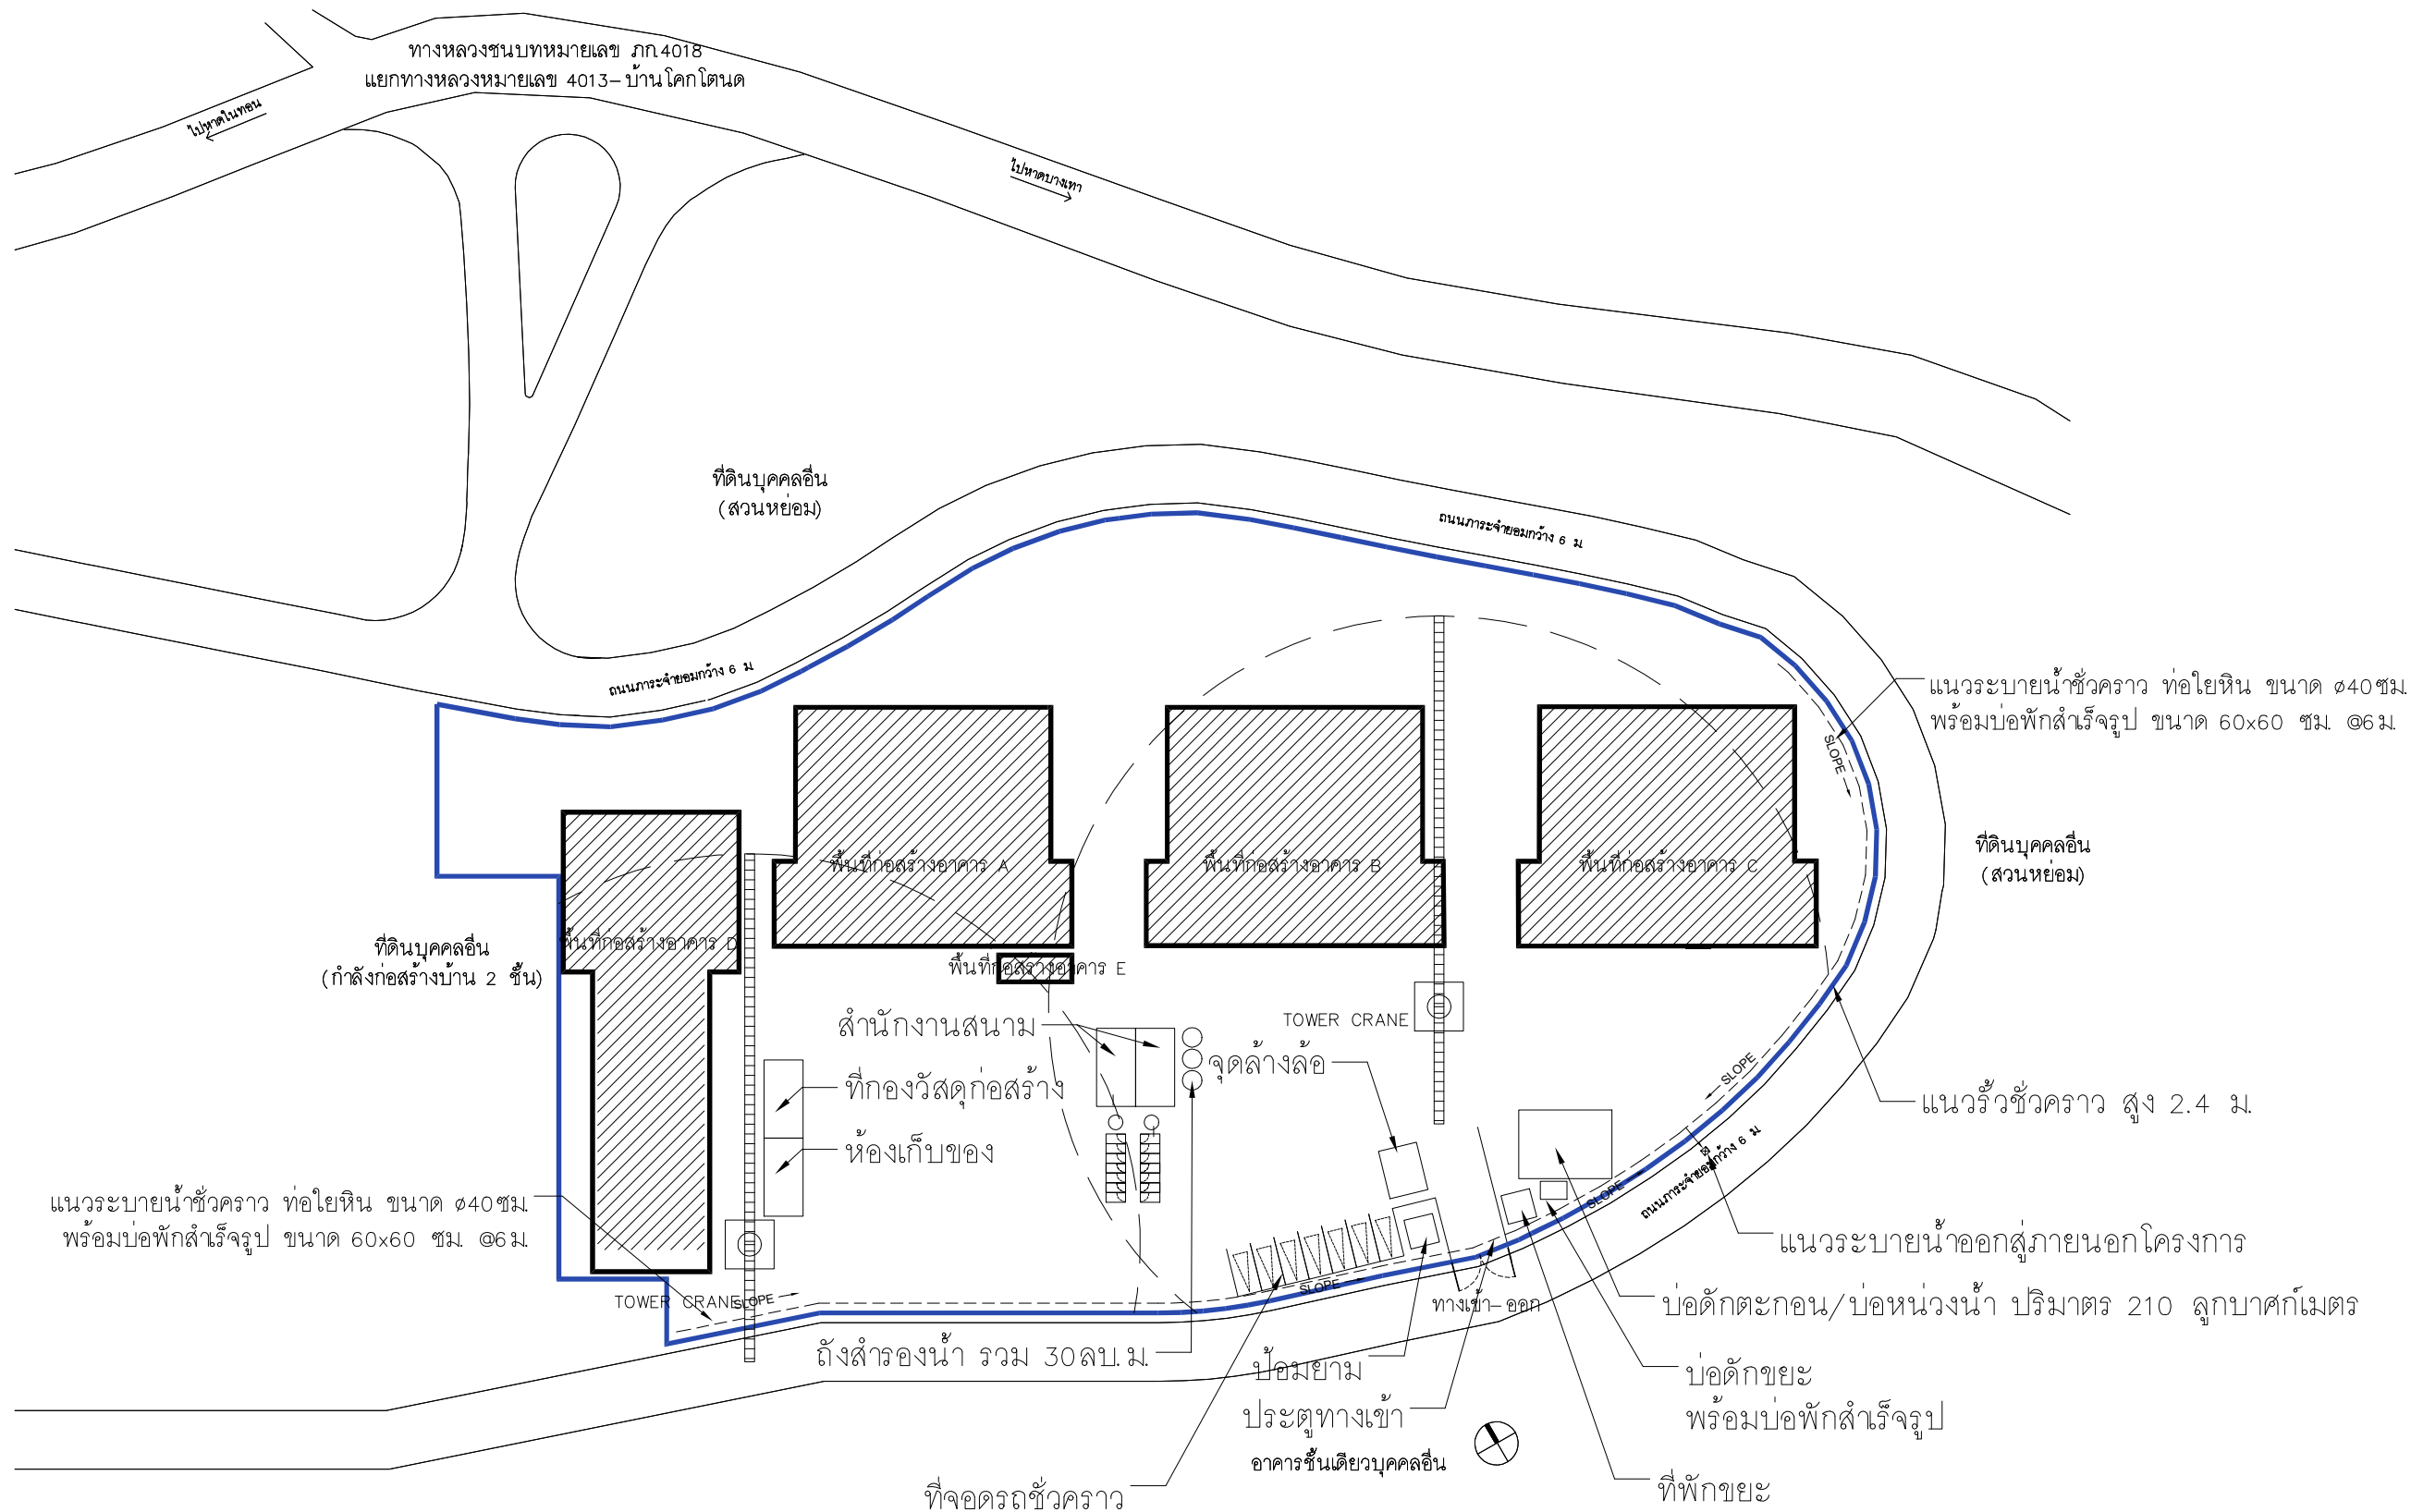 ทางหลวงชนบทหมายเลข ภก.4018
แยกทางหลวงหมายเลข 4013-บ้านโคกโตนด
ไปหาดในทอน
ไปหาดบางเทา
ที่ดินบุคคลอื่น
(สวนหย่อม)
ถนนภาระจำยอมกว้าง 6 ม
ถนนภาระจำยอมกว้าง 6 ม
แนวระบายน้ำชั่วคราว ท่อใยหิน ขนาด ø40ซม.
พร้อมบ่อพักสำเร็จรูป ขนาด 60x60 ซม. @6ม.
SLOPE
ที่ดินบุคคลอื่น
(สวนหย่อม)
พื้นที่ก่อสร้างอาคาร A
พื้นที่ก่อสร้างอาคาร B
พื้นที่ก่อสร้างอาคาร C
พื้นที่ก่อสร้างอาคาร D
ที่ดินบุคคลอื่น
(กำลังก่อสร้างบ้าน 2 ชั้น)
พื้นที่ก่อสร้างอาคาร E
สำนักงานสนาม
TOWER CRANE
จุดล้างล้อ
SLOPE
ที่กองวัสดุก่อสร้าง
แนวรั้วชั่วคราว สูง 2.4 ม.
ห้องเก็บของ
ถนนภาระจำยอมกว้าง 6 ม
SLOPE
แนวระบายน้ำชั่วคราว ท่อใยหิน ขนาด ø40ซม.
พร้อมบ่อพักสำเร็จรูป ขนาด 60x60 ซม. @6ม.
แนวระบายน้ำออกสู่ภายนอกโครงการ
TOWER CRANE
SLOPE
SLOPE
ทางเข้า-ออก
บ่อดักตะกอน/บ่อหน่วงน้ำ ปริมาตร 210 ลูกบาศก์เมตร
ถังสำรองน้ำ รวม 30ลบ.ม.
ป้อมยาม
บ่อดักขยะ
พร้อมบ่อพักสำเร็จรูป
ประตูทางเข้า
อาคารชั้นเดียวบุคคลอื่น
ที่จอดรถชั่วคราว
ที่พักขยะ